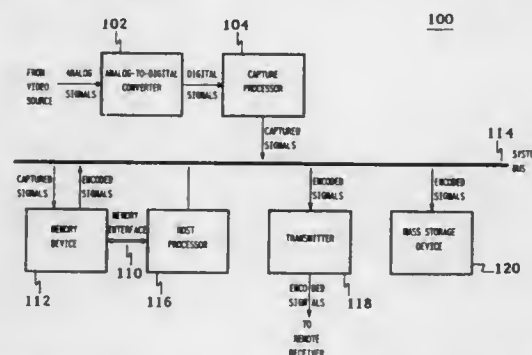 100
102
104
FROM
VIDEO
SOURCE
ANALOG
SIGNALS
ANALOG-TO-DIGITAL
CONVERTER
DIGITAL
SIGNALS
CAPTURE
PROCESSOR
CAPTURED
SIGNALS
114
SYSTEM
BUS
CAPTURED
SIGNALS
ENCODED
SIGNALS
ENCODED
SIGNALS
ENCODED
SIGNALS
MEMORY
DEVICE
MEMORY
INTERFACE
110
HOST
PROCESSOR
TRANSMITTER
MASS STORAGE
DEVICE
112
116
118
120
ENCODED
SIGNALS
TO
REMOTE
RECEIVER